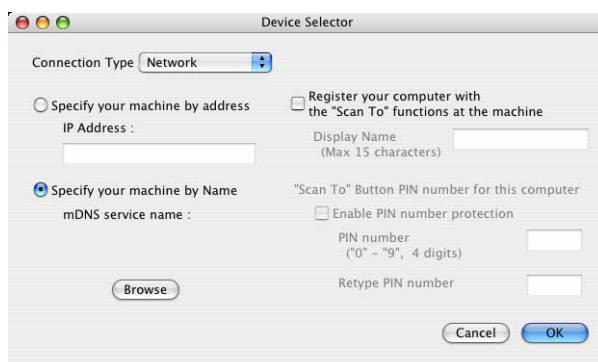 Device Selector
Connection Type Network
Specify your machine by address
IP Address :
Specify your machine by Name
mDNS service name :
Browse
Register your computer with
the "Scan To" functions at the machine
Display Name
(Max 15 characters)
"Scan To" Button PIN number for this computer
Enable PIN number protection
PIN number
("0" – "9", 4 digits)
Retype PIN number
Cancel OK